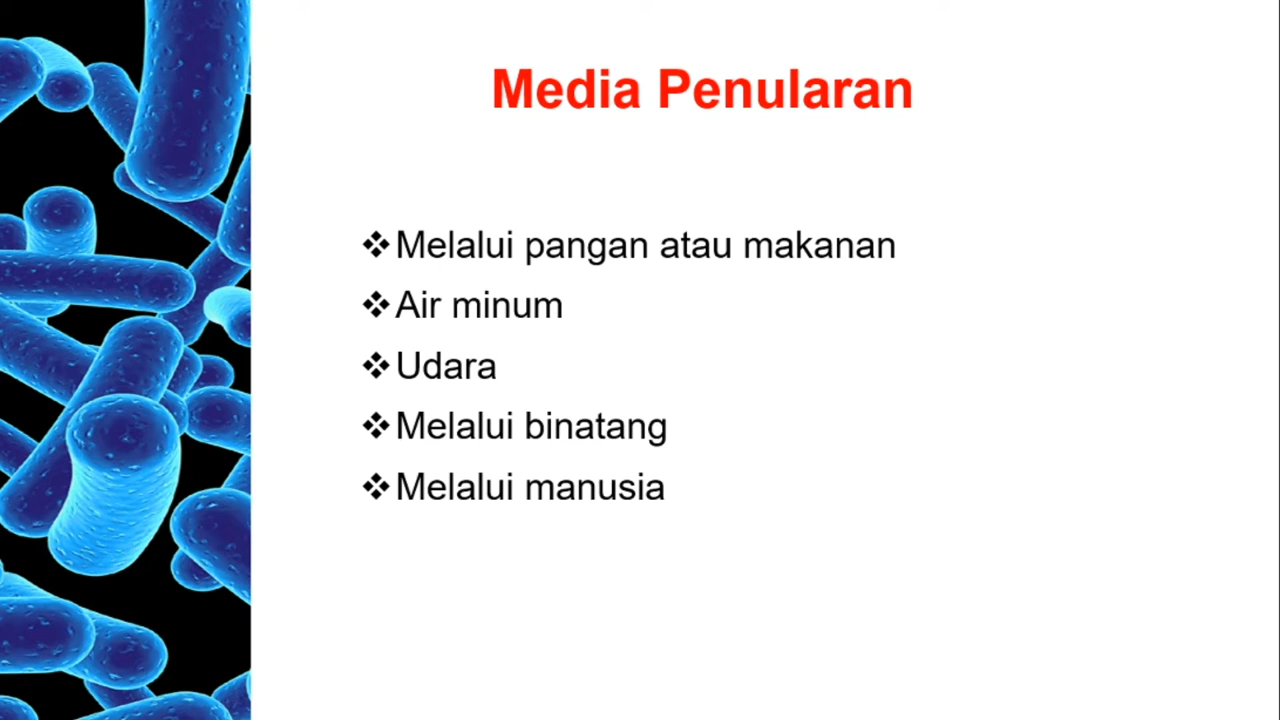 Media Penularan
❖Melalui pangan atau makanan
❖Air minum
❖Udara
❖Melalui binatang
❖Melalui manusia